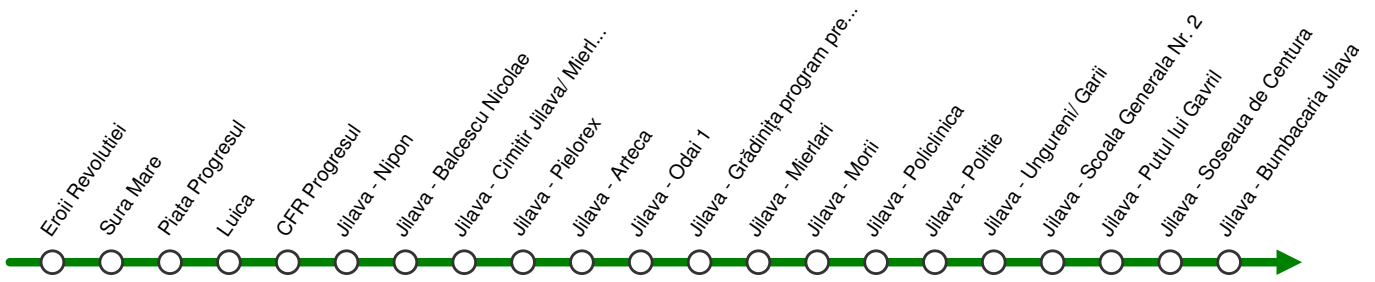 Eroii Revolutiei
Sura Mare
Piata Progresul
Luica
CFR Progresul
Jilava - Nipon
Jilava - Balcescu Nicolae
Jilava - Cimitir Jilava/ Mierl...
Jilava - Pielorex
Jilava - Arteca
Jilava - Odai 1
Jilava - Grădinița program pre...
Jilava - Mierlari
Jilava - Morii
Jilava - Policlinica
Jilava - Politie
Jilava - Ungureni/ Garii
Jilava - Scoala Generala Nr. 2
Jilava - Putul lui Gavril
Jilava - Soseaua de Centura
Jilava - Bumbacaria Jilava